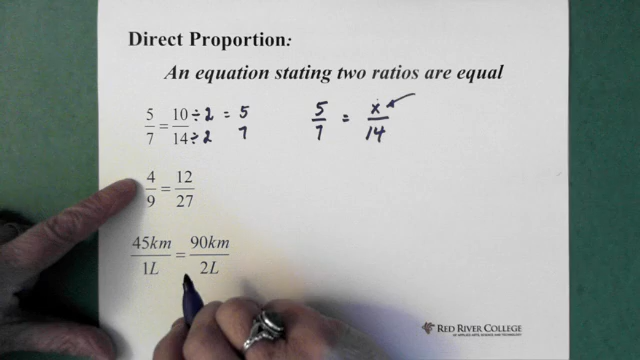 Direct Proportion:
An equation stating two ratios are equal
5/7 = 10/14 ÷2 ÷2 = 5 7
5/7 = x/14
4/9 = 12/27
45km/1L = 90km/2L
RED RIVER COLLEGE
OF APPLIED ARTS, SCIENCE AND TECHNOLOGY